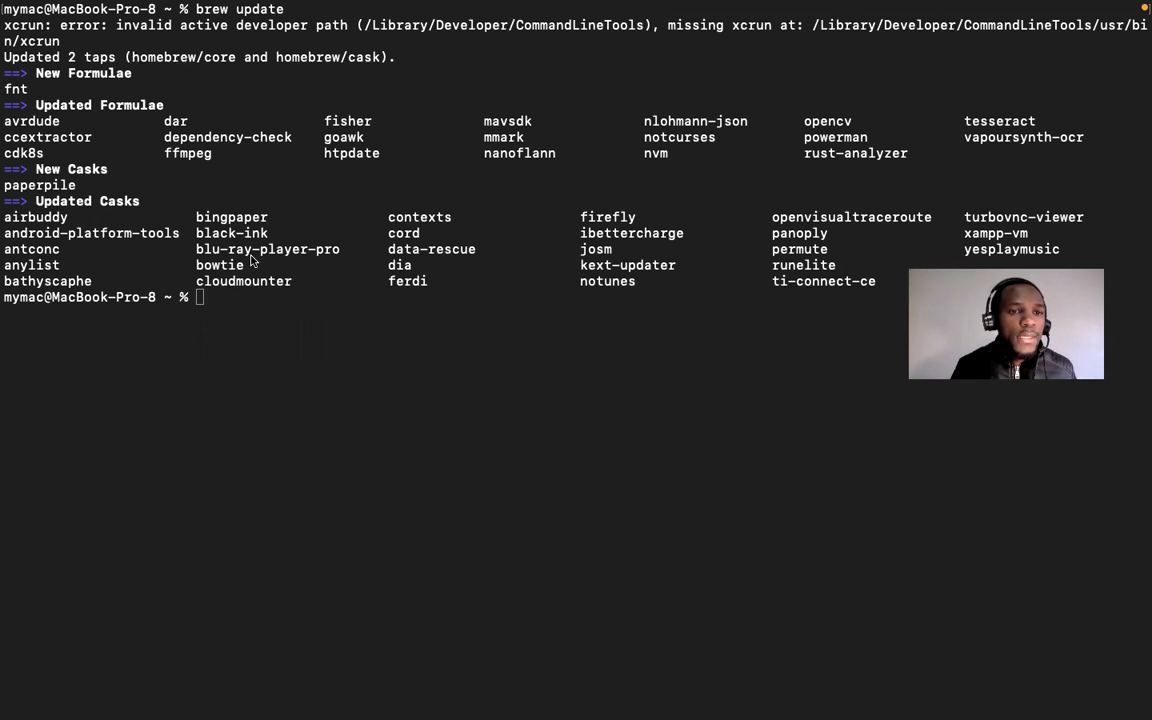 mymac@MacBook-Pro-8 ~ % brew update
xcrun: error: invalid active developer path (/Library/Developer/CommandLineTools), missing xcrun at: /Library/Developer/CommandLineTools/usr/bi
n/xcrun
Updated 2 taps (homebrew/core and homebrew/cask).
==> New Formulae
fnt
==> Updated Formulae
avrdude dar fisher mavsdk nlohmann-json opencv tesseract
ccextractor dependency-check goawk mmark notcurses powerman vapoursynth-ocr
cdk8s ffmpeg htpdate nanoflann nvm rust-analyzer
==> New Casks
paperpile
==> Updated Casks
airbuddy bingpaper contexts firefly openvisualtraceroute turbovnc-viewer
android-platform-tools black-ink cord ibettercharge panoply xampp-vm
antconc blu-ray-player-pro data-rescue josm permute yesplaymusic
anylist bowtie dia kext-updater runelite
bathyscaphe cloudmounter ferdi notunes ti-connect-ce
mymac@MacBook-Pro-8 ~ %